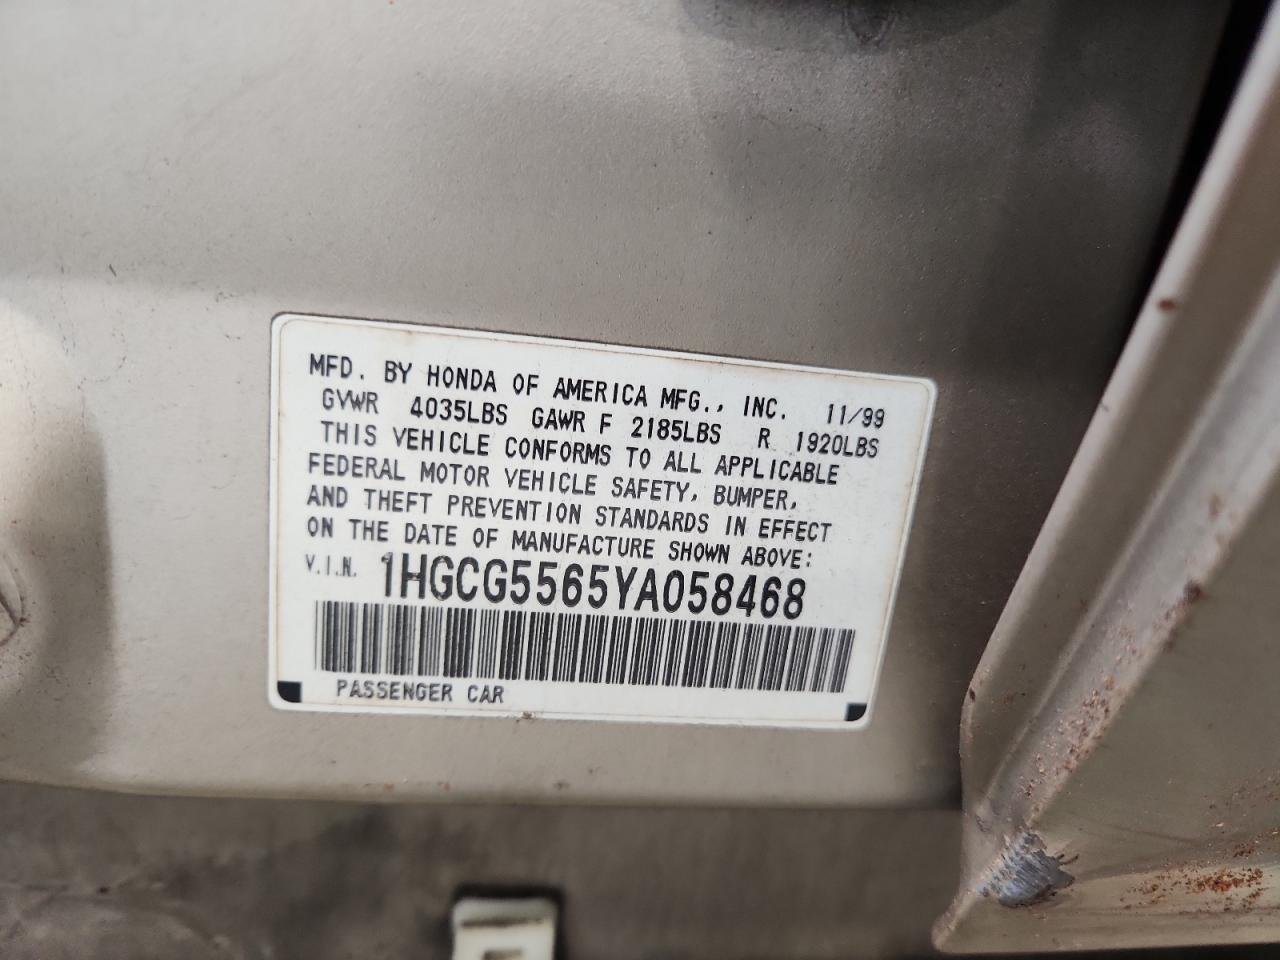 MFD. BY HONDA OF AMERICA MFG., INC. 11/99
GVWR 4035LBS GAWR F 2185LBS R 1920LBS
THIS VEHICLE CONFORMS TO ALL APPLICABLE
FEDERAL MOTOR VEHICLE SAFETY, BUMPER,
AND THEFT PREVENTION STANDARDS IN EFFECT
ON THE DATE OF MANUFACTURE SHOWN ABOVE:
V.I.N. 1HGCG5565YA058468
PASSENGER CAR